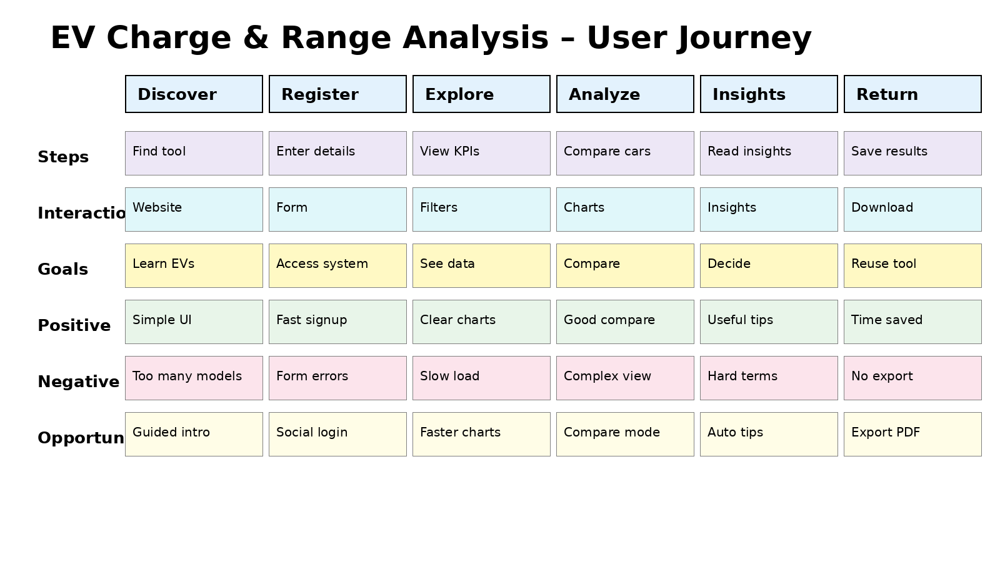 EV Charge & Range Analysis – User Journey
Discover Register Explore Analyze Insights Return
Steps Find tool Enter details View KPIs Compare cars Read insights Save results
Interactio Website Form Filters Charts Insights Download
Goals Learn EVs Access system See data Compare Decide Reuse tool
Positive Simple UI Fast signup Clear charts Good compare Useful tips Time saved
Negative Too many models Form errors Slow load Complex view Hard terms No export
Opportun Guided intro Social login Faster charts Compare mode Auto tips Export PDF